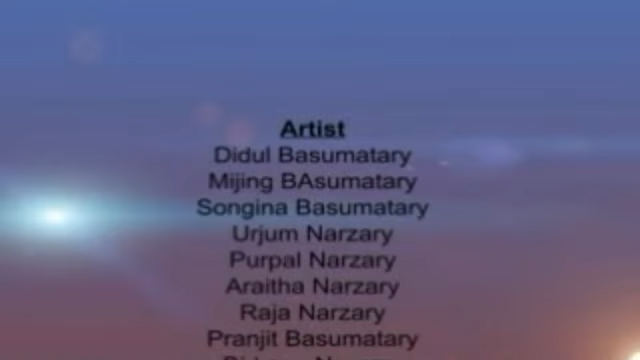 Artist
Didul Basumatary
Mijing BAsumatary
Songina Basumatary
Urjum Narzary
Purpal Narzary
Araitha Narzary
Raja Narzary
Pranjit Basumatary